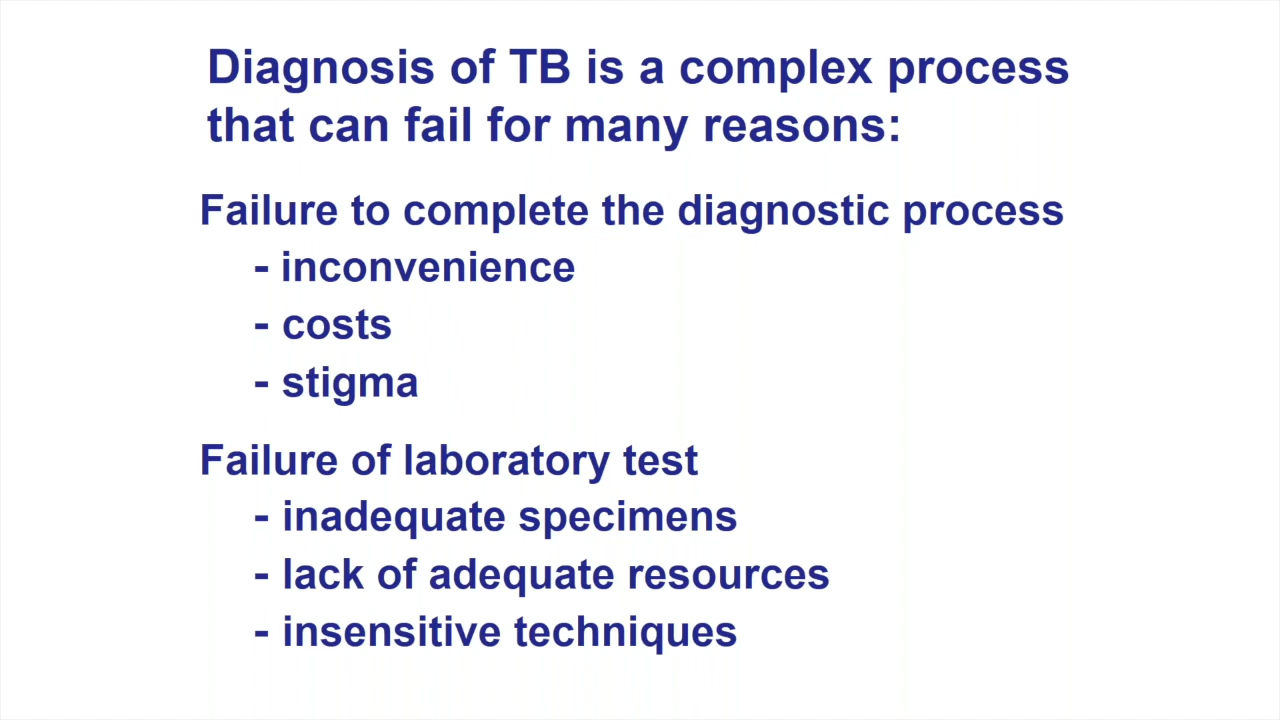 Diagnosis of TB is a complex process
that can fail for many reasons:
Failure to complete the diagnostic process
- inconvenience
- costs
- stigma
Failure of laboratory test
- inadequate specimens
- lack of adequate resources
- insensitive techniques